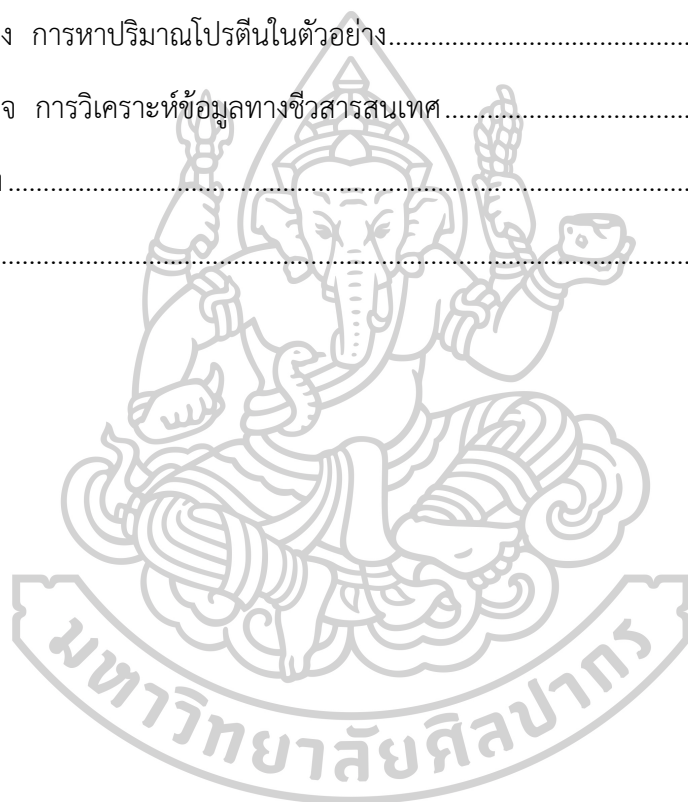 ง การหาปริมาณโปรตีนในตัวอย่าง................................................
จ การวิเคราะห์ข้อมูลทางชีวสารสนเทศ........................................
................................................................................
................................................................................
มหาวิทยาลัยศิลปากร